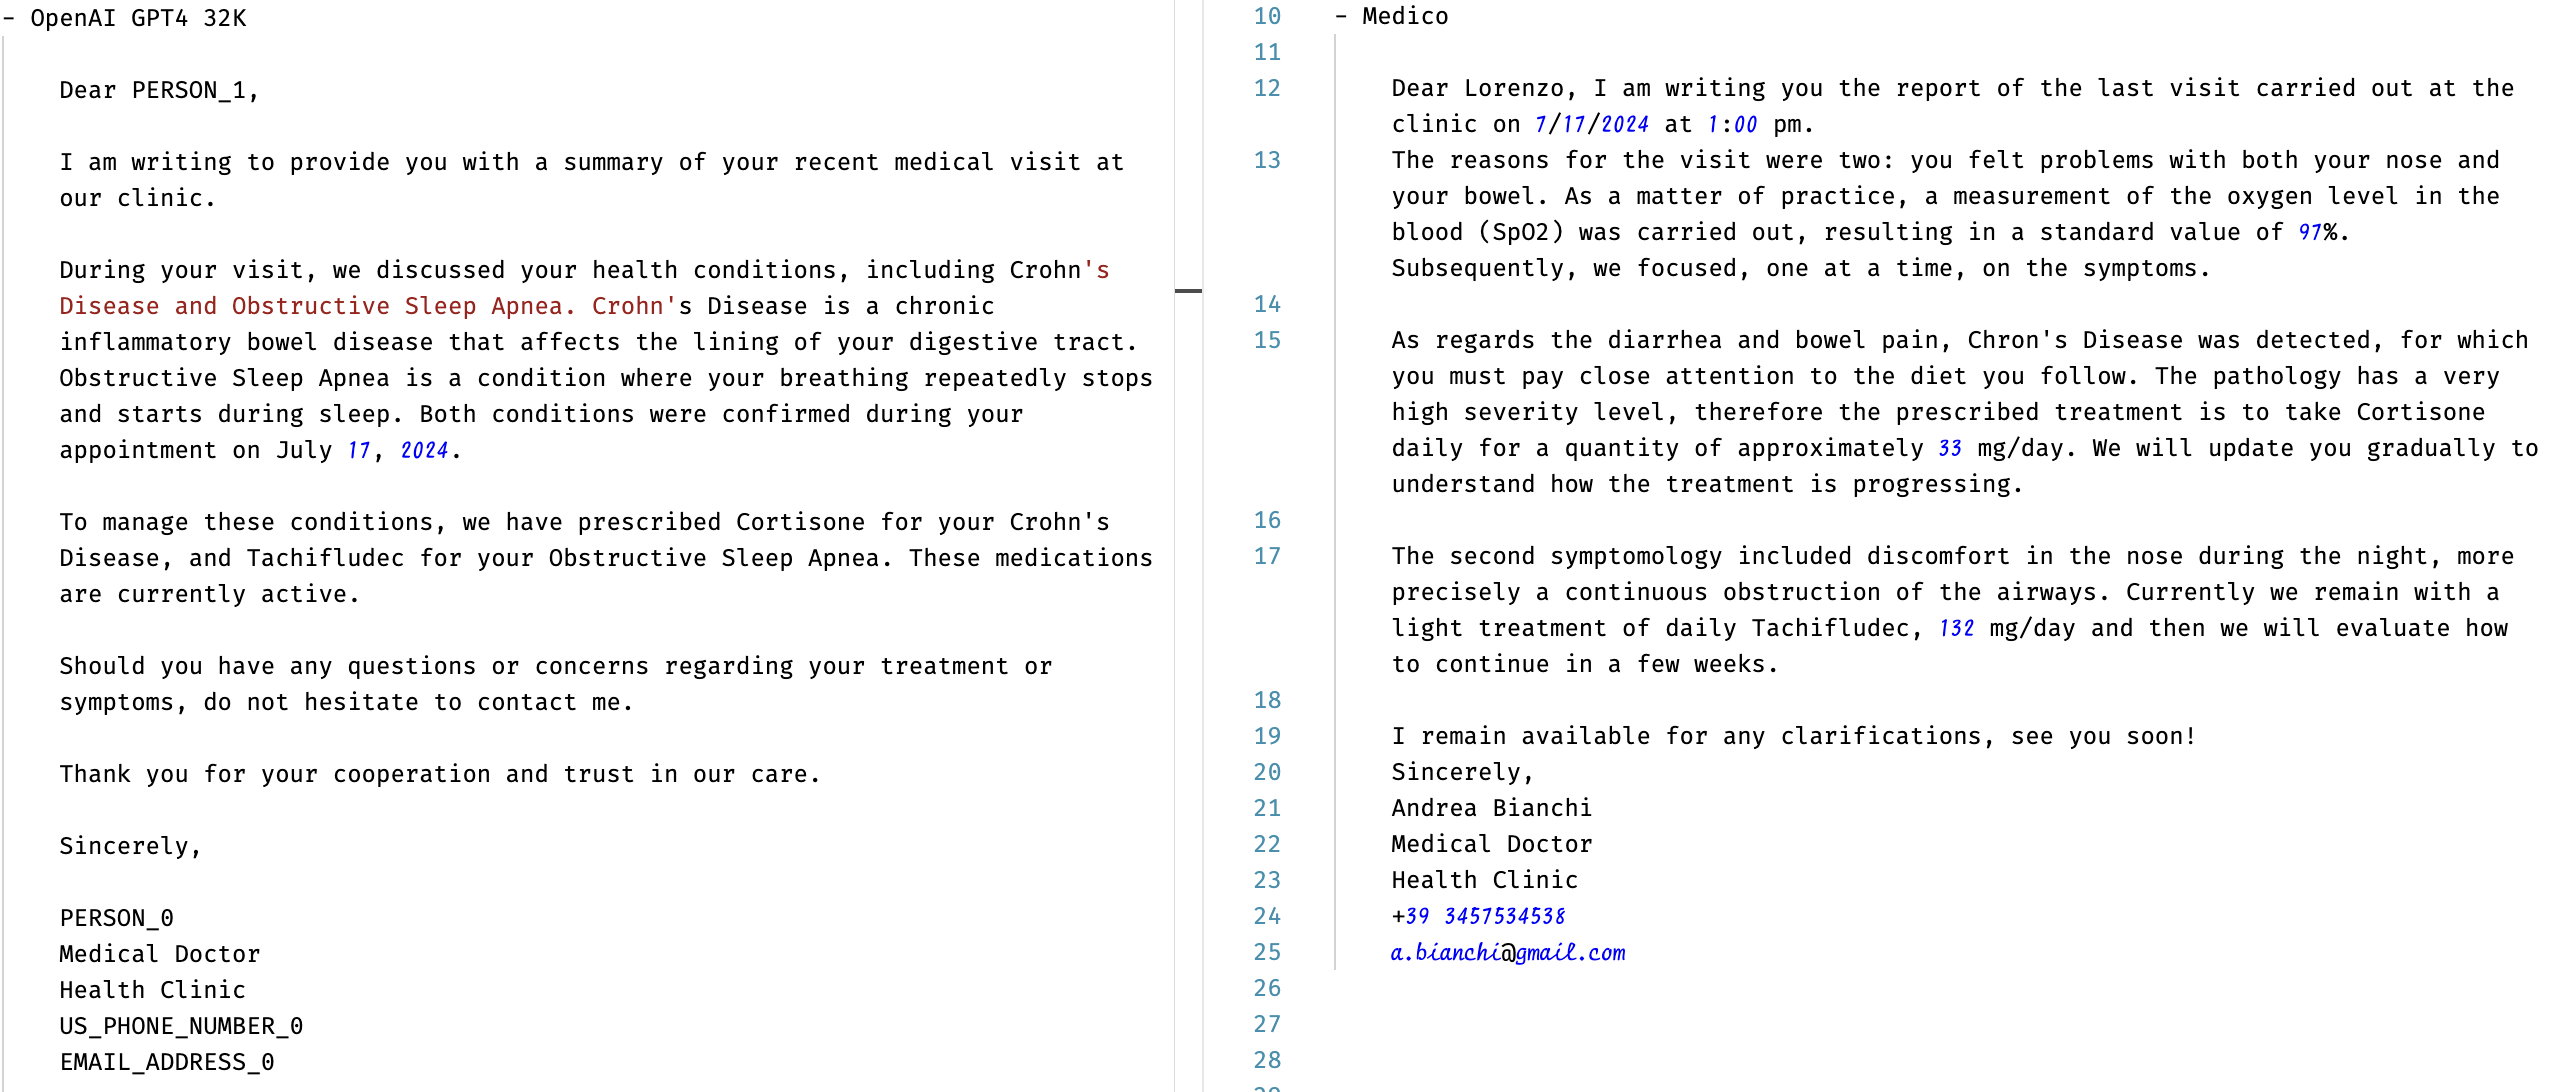 - OpenAI GPT4 32K
Dear PERSON_1,
I am writing to provide you with a summary of your recent medical visit at
our clinic.
During your visit, we discussed your health conditions, including Crohn's
Disease and Obstructive Sleep Apnea. Crohn's Disease is a chronic
inflammatory bowel disease that affects the lining of your digestive tract.
Obstructive Sleep Apnea is a condition where your breathing repeatedly stops
and starts during sleep. Both conditions were confirmed during your
appointment on July 17, 2024.
To manage these conditions, we have prescribed Cortisone for your Crohn's
Disease, and Tachifludec for your Obstructive Sleep Apnea. These medications
are currently active.
Should you have any questions or concerns regarding your treatment or
symptoms, do not hesitate to contact me.
Thank you for your cooperation and trust in our care.
Sincerely,
PERSON_0
Medical Doctor
Health Clinic
US_PHONE_NUMBER_0
EMAIL_ADDRESS_0
10 - Medico
11
12 Dear Lorenzo, I am writing you the report of the last visit carried out at the
clinic on 7/17/2024 at 1:00 pm.
13 The reasons for the visit were two: you felt problems with both your nose and
your bowel. As a matter of practice, a measurement of the oxygen level in the
blood (SpO2) was carried out, resulting in a standard value of 97%.
Subsequently, we focused, one at a time, on the symptoms.
14
15 As regards the diarrhea and bowel pain, Chron's Disease was detected, for which
you must pay close attention to the diet you follow. The pathology has a very
high severity level, therefore the prescribed treatment is to take Cortisone
daily for a quantity of approximately 33 mg/day. We will update you gradually to
understand how the treatment is progressing.
16
17 The second symptomology included discomfort in the nose during the night, more
precisely a continuous obstruction of the airways. Currently we remain with a
light treatment of daily Tachifludec, 132 mg/day and then we will evaluate how
to continue in a few weeks.
18
19 I remain available for any clarifications, see you soon!
20 Sincerely,
21 Andrea Bianchi
22 Medical Doctor
23 Health Clinic
24 +39 3457534538
25 a.bianchi@gmail.com
26
27
28